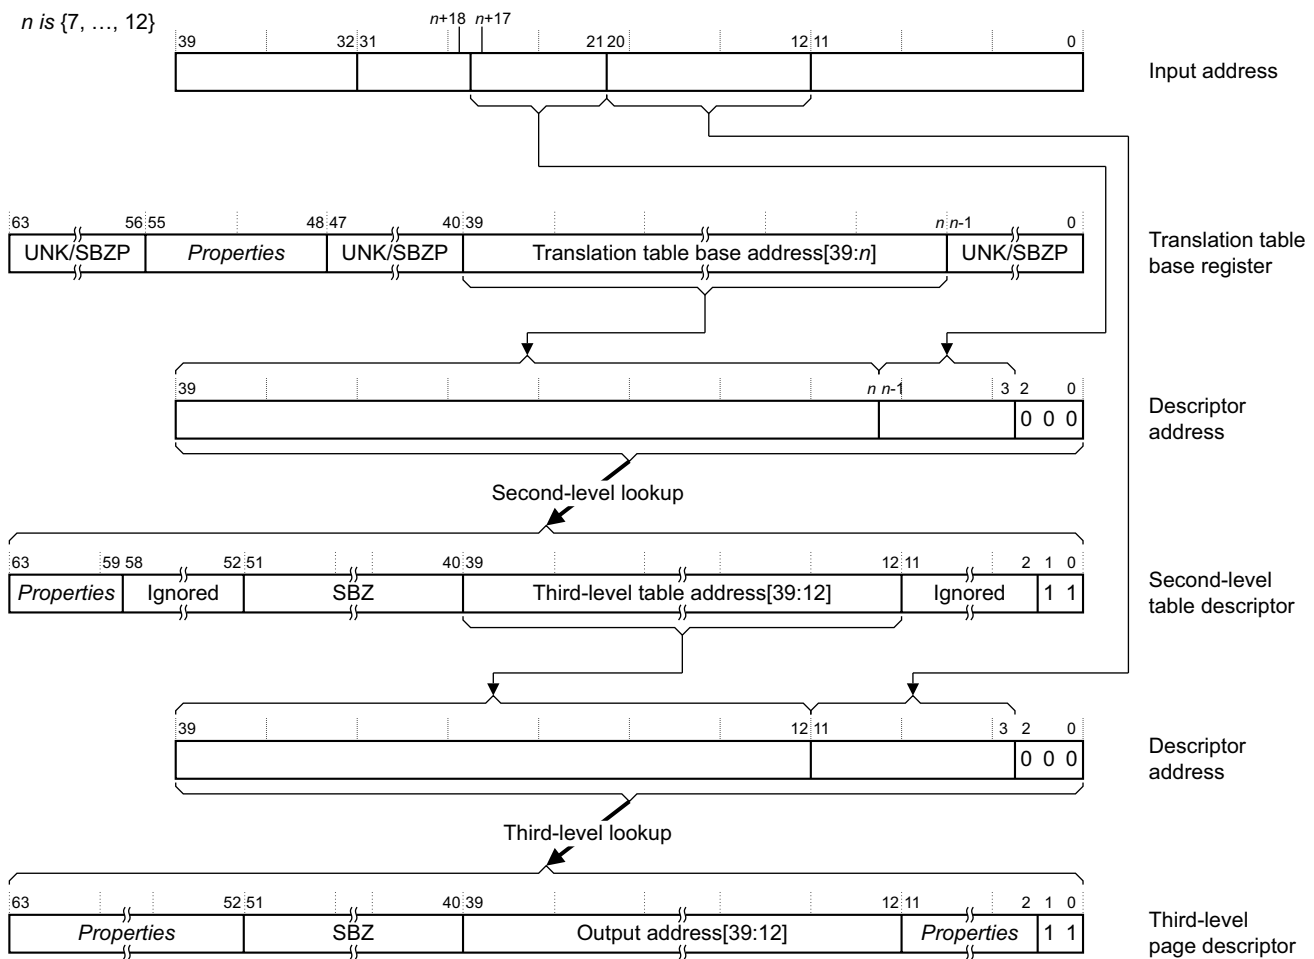 n is {7, …, 12}
n+18 n+17
39 32 31 21 20 12 11 0
Input address
63 56 55 48 47 40 39 n n-1 0
UNK/SBZP Properties UNK/SBZP Translation table base address[39:n] UNK/SBZP
Translation table
base register
39 n n-1 3 2 0
0 0 0
Descriptor
address
Second-level lookup
63 59 58 52 51 40 39 12 11 2 1 0
Properties Ignored SBZ Third-level table address[39:12] Ignored 1 1
Second-level
table descriptor
39 12 11 3 2 0
0 0 0
Descriptor
address
Third-level lookup
63 52 51 40 39 12 11 2 1 0
Properties SBZ Output address[39:12] Properties 1 1
Third-level
page descriptor